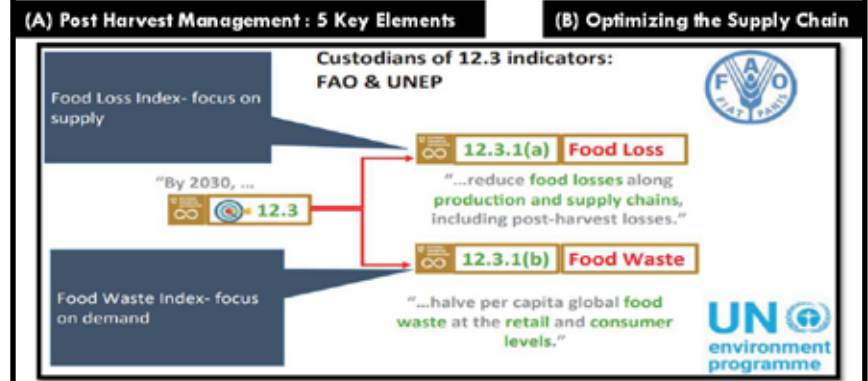 (A) Post Harvest Management : 5 Key Elements
(B) Optimizing the Supply Chain
Custodians of 12.3 indicators:
FAO & UNEP
Food Loss Index- focus on
supply
F A O
FIAT PANIS
12.3.1(a) Food Loss
"By 2030, ...
12.3
"...reduce food losses along
production and supply chains,
including post-harvest losses."
12.3.1(b) Food Waste
Food Waste Index- focus
on demand
"...halve per capita global food
waste at the retail and consumer
levels."
UN
environment
programme